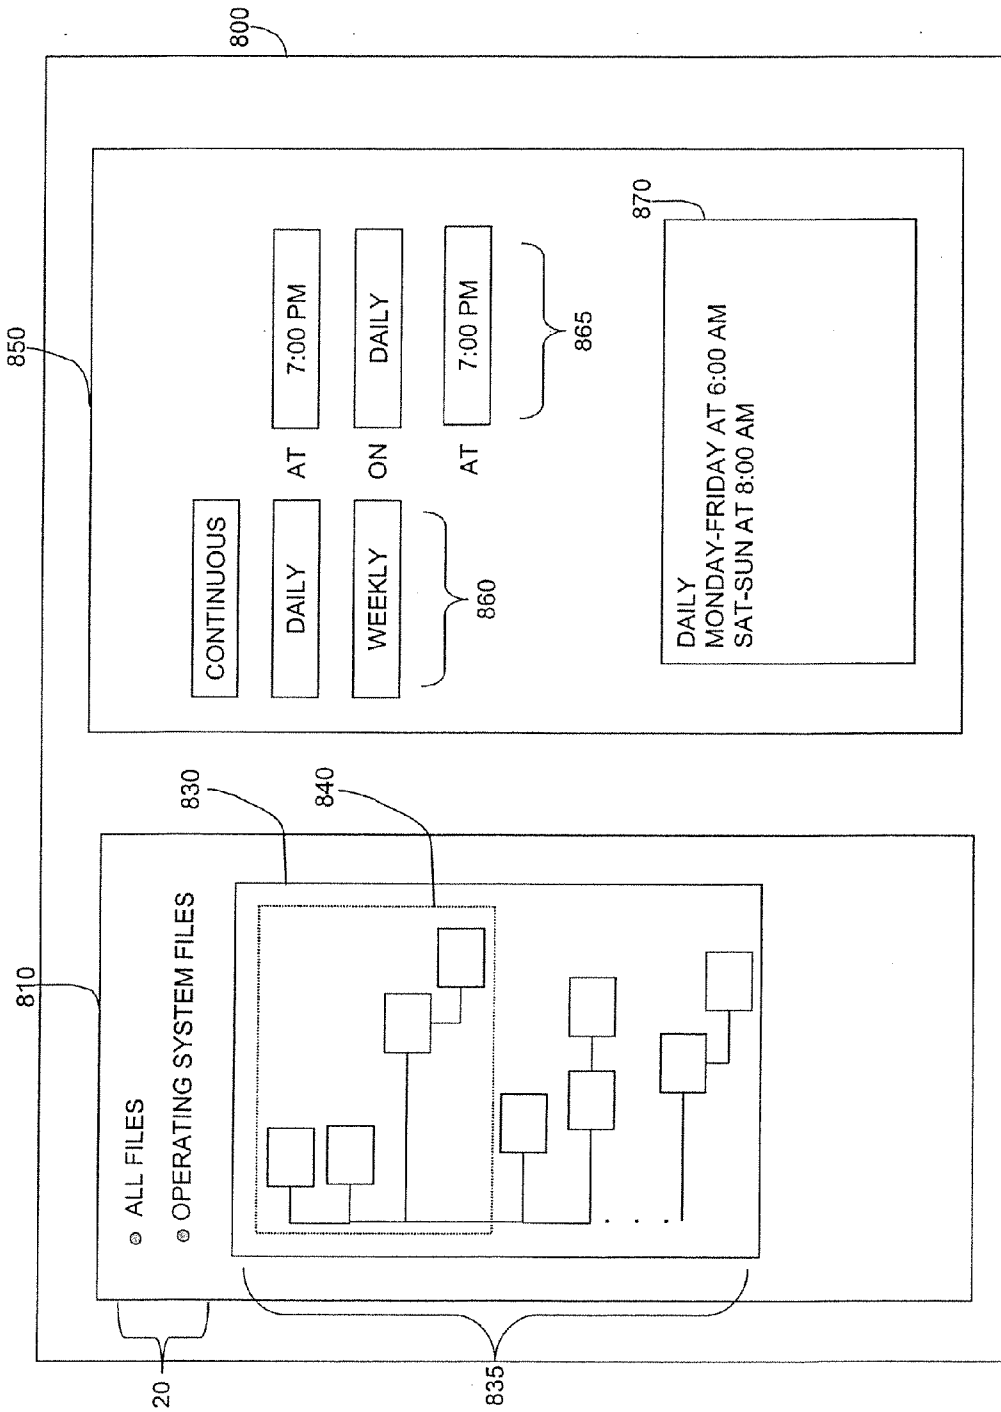 800
810
850
ALL FILES
OPERATING SYSTEM FILES
20
830
840
835
CONTINUOUS
DAILY AT 7:00 PM
WEEKLY ON DAILY
AT 7:00 PM
860
865
870
DAILY
MONDAY-FRIDAY AT 6:00 AM
SAT-SUN AT 8:00 AM